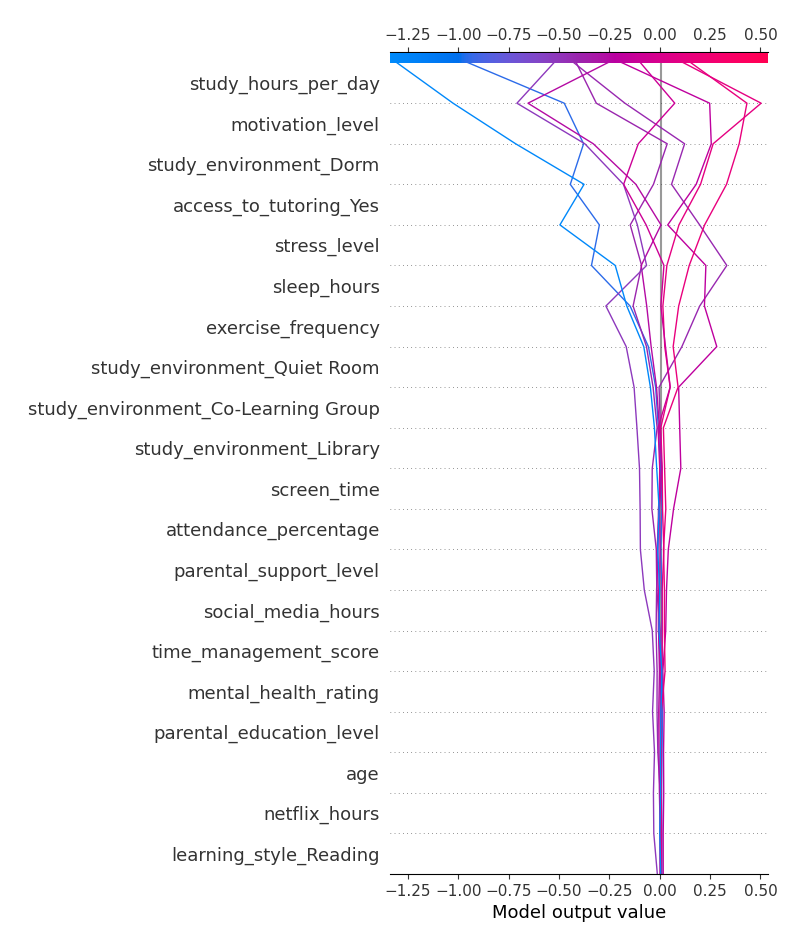 −1.25 −1.00 −0.75 −0.50 −0.25 0.00 0.25 0.50
study_hours_per_day
motivation_level
study_environment_Dorm
access_to_tutoring_Yes
stress_level
sleep_hours
exercise_frequency
study_environment_Quiet Room
study_environment_Co-Learning Group
study_environment_Library
screen_time
attendance_percentage
parental_support_level
social_media_hours
time_management_score
mental_health_rating
parental_education_level
age
netflix_hours
learning_style_Reading
−1.25 −1.00 −0.75 −0.50 −0.25 0.00 0.25 0.50
Model output value